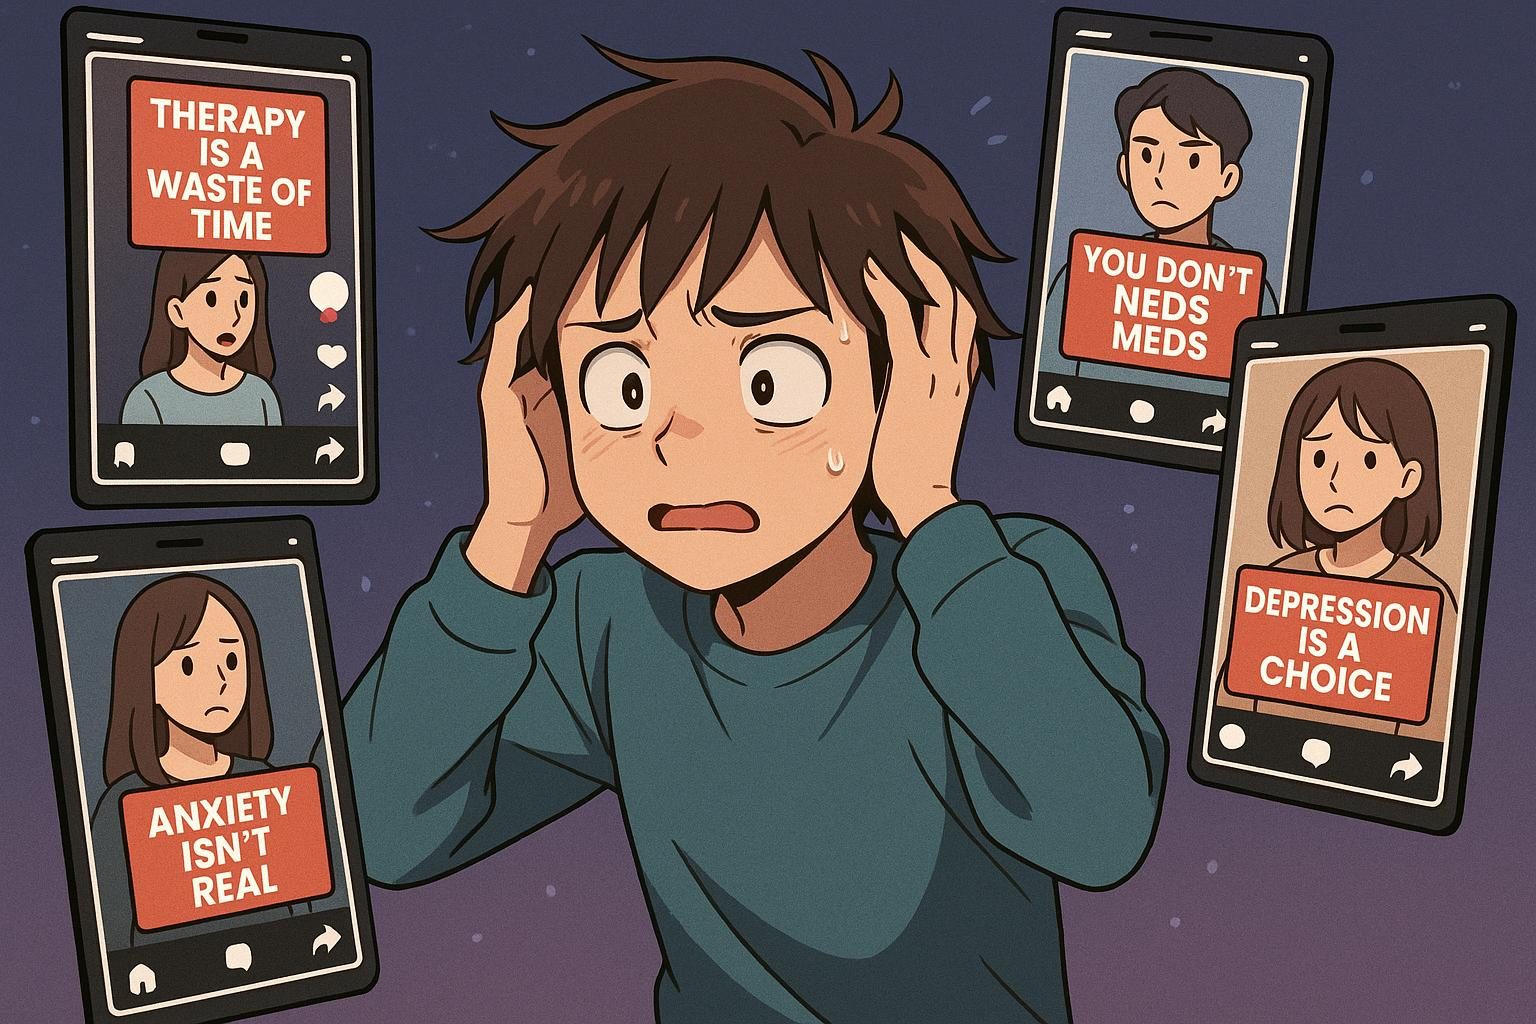 THERAPY
IS A
WASTE OF
TIME
YOU DON'T
NEDS
MEDS
ANXIETY
ISN'T
REAL
DEPRESSION
IS A
CHOICE